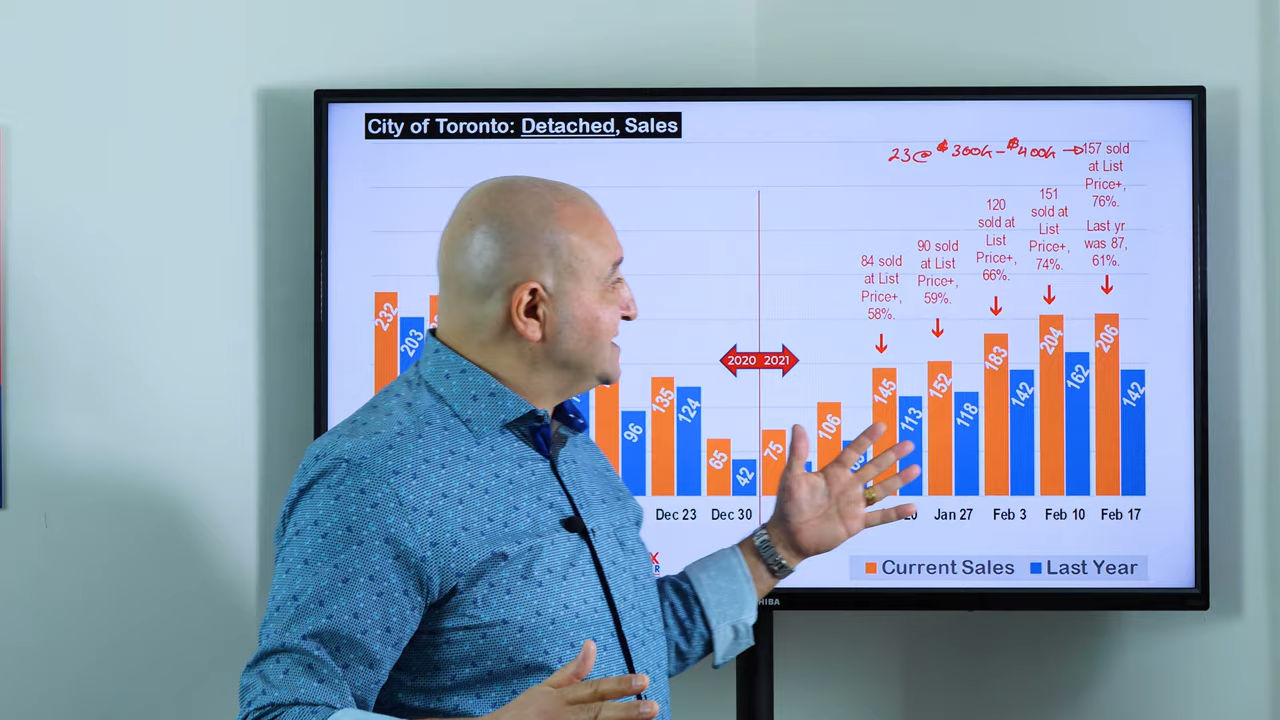 City of Toronto: Detached, Sales
23@ $300k-$400k →157 sold
at List
Price+,
76%.
Last yr
was 87,
61%.
151
sold at
List
Price+,
74%.
120
sold at
List
Price+,
66%.
90 sold
at List
Price+,
59%.
84 sold
at List
Price+,
58%.
2020 2021
232
203
96
135
124
65
42
75
106
145
113
152
118
183
142
204
162
206
142
Dec 23 Dec 30 20 Jan 27 Feb 3 Feb 10 Feb 17
Current Sales Last Year
HIBA